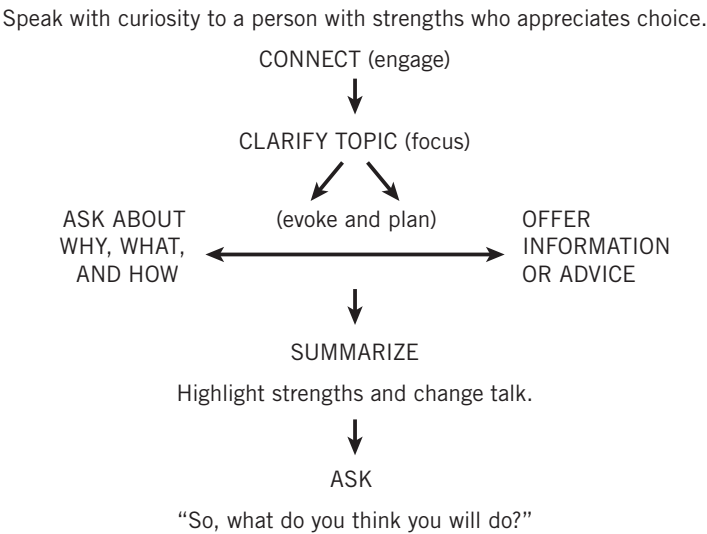 Speak with curiosity to a person with strengths who appreciates choice.
CONNECT (engage)
CLARIFY TOPIC (focus)
ASK ABOUT
WHY, WHAT,
AND HOW
(evoke and plan)
OFFER
INFORMATION
OR ADVICE
SUMMARIZE
Highlight strengths and change talk.
ASK
“So, what do you think you will do?”